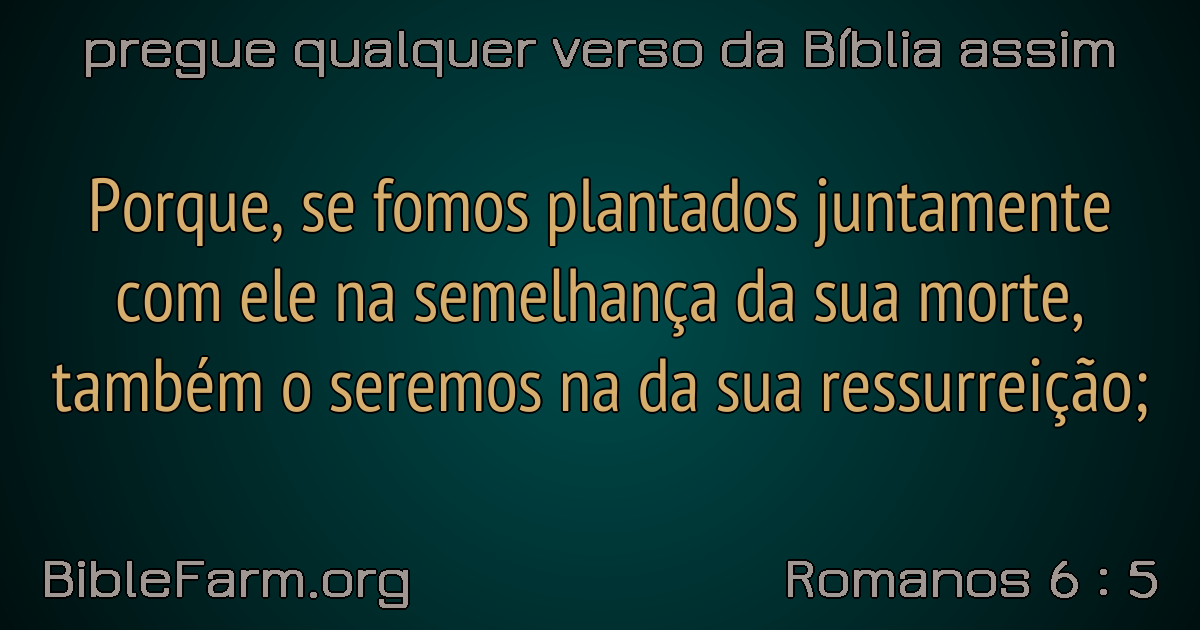 pregue qualquer verso da Bíblia assim
Porque, se fomos plantados juntamente
com ele na semelhança da sua morte,
também o seremos na da sua ressurreição;
BibleFarm.org
Romanos 6 : 5